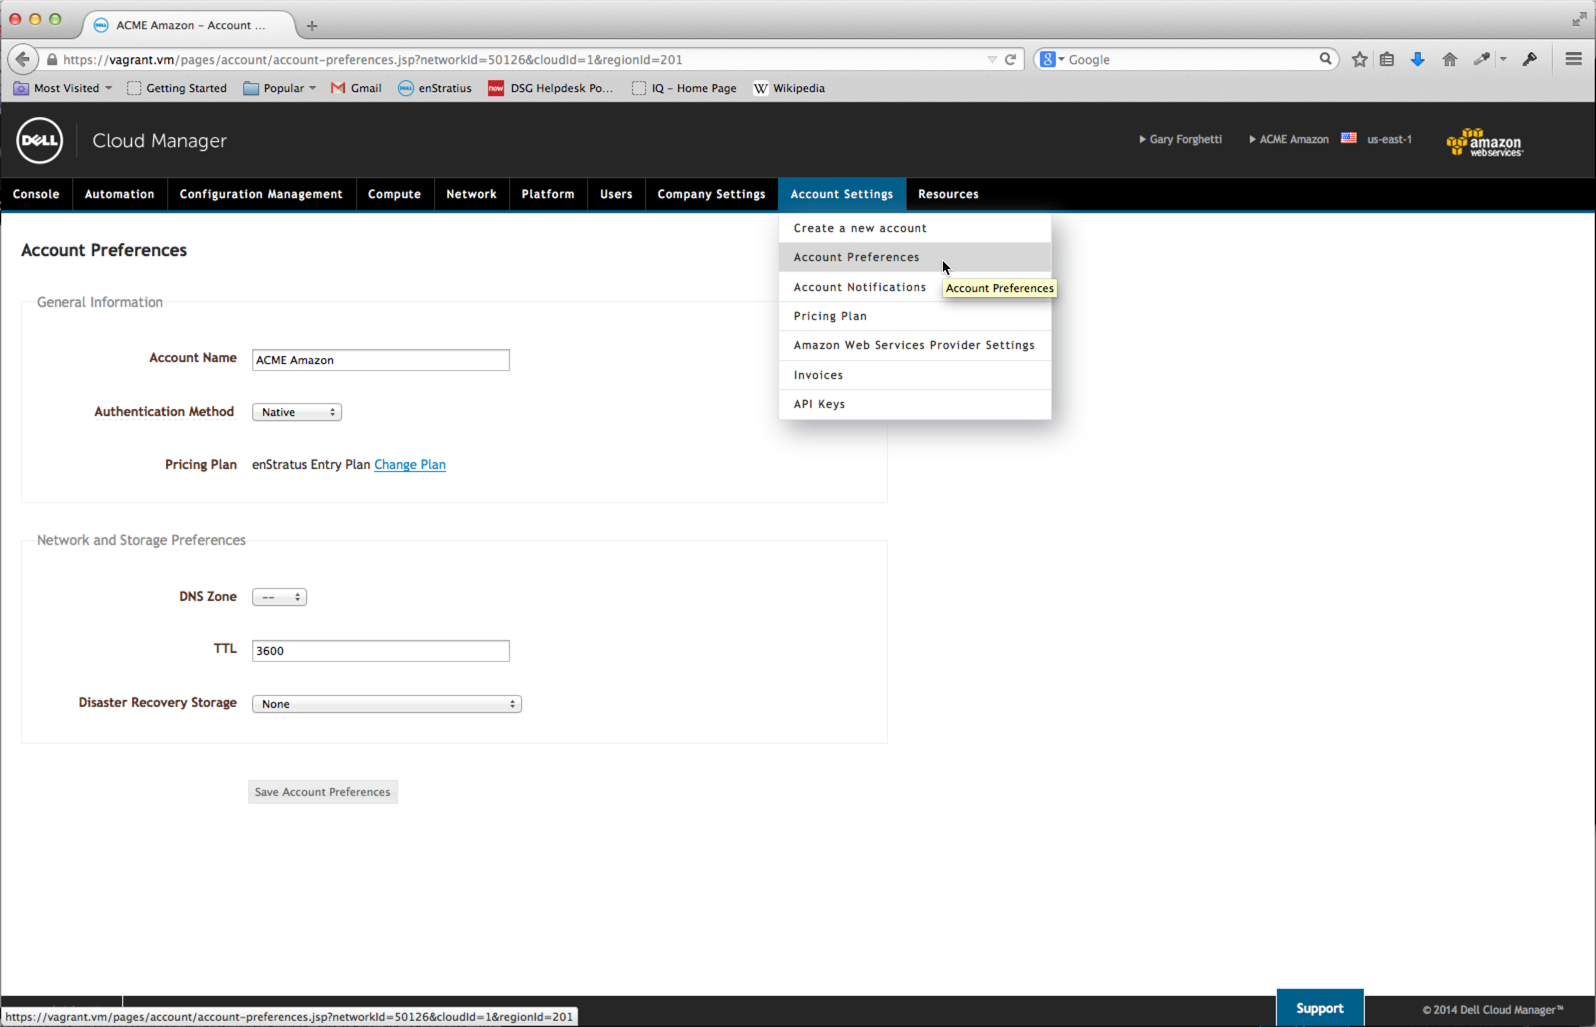 ACME Amazon – Account ...
https://vagrant.vm/pages/account/account-preferences.jsp?networkId=50126&cloudId=1&regionId=201
Google
Most Visited
Getting Started
Popular
Gmail
enStratius
DSG Helpdesk Po...
IQ – Home Page
Wikipedia
DELL
Cloud Manager
Gary Forghetti
ACME Amazon
us-east-1
amazon
webservices™
Console
Automation
Configuration Management
Compute
Network
Platform
Users
Company Settings
Account Settings
Resources
Create a new account
Account Preferences
Account Notifications
Account Preferences
Pricing Plan
Amazon Web Services Provider Settings
Invoices
API Keys
Account Preferences
General Information
Account Name
ACME Amazon
Authentication Method
Native
Pricing Plan
enStratus Entry Plan Change Plan
Network and Storage Preferences
DNS Zone
--
TTL
3600
Disaster Recovery Storage
None
Save Account Preferences
https://vagrant.vm/pages/account/account-preferences.jsp?networkId=50126&cloudId=1&regionId=201
Support
© 2014 Dell Cloud Manager™